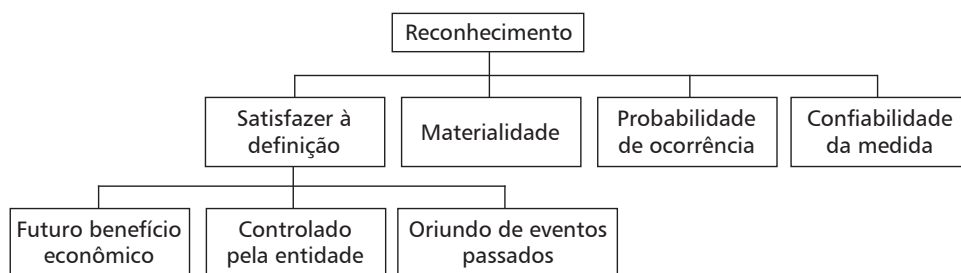 Reconhecimento
Satisfazer à
definição
Materialidade
Probabilidade
de ocorrência
Confiabilidade
da medida
Futuro benefício
econômico
Controlado
pela entidade
Oriundo de eventos
passados